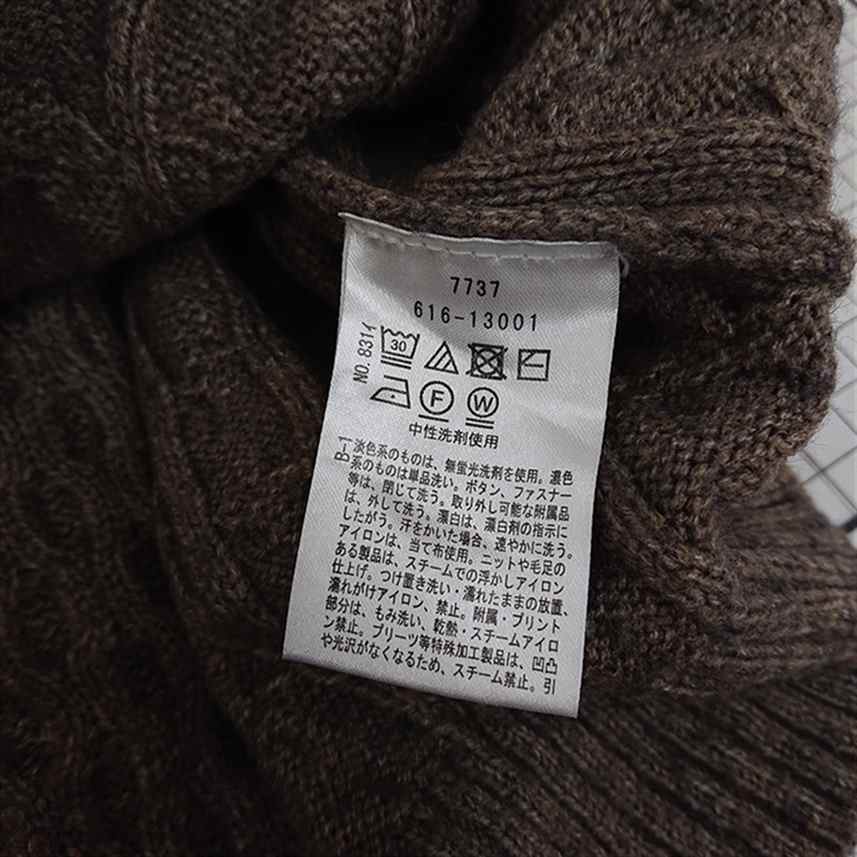 7737
616-13001
NO. 8314
30
F
W
中性洗剤使用
B-1
淡色系のものは、無蛍光洗剤を使用。濃色
系のものは単品洗い。ボタン、ファスナー
等は、閉じて洗う。取り外し可能な附属品
は、外して洗う。漂白は、漂白剤の指示に
したがう。汗をかいた場合、速やかに洗う。
アイロンは、当て布使用。ニットや毛足の
ある製品は、スチームでの浮かしアイロン
仕上げ。つけ置き洗い・濡れたままの放置、
濡れがけアイロン、禁止。附属・プリント
部分は、もみ洗い、乾熱・スチームアイロ
ン禁止。プリーツ等特殊加工製品は、凹凸
や光沢がなくなるため、スチーム禁止。引